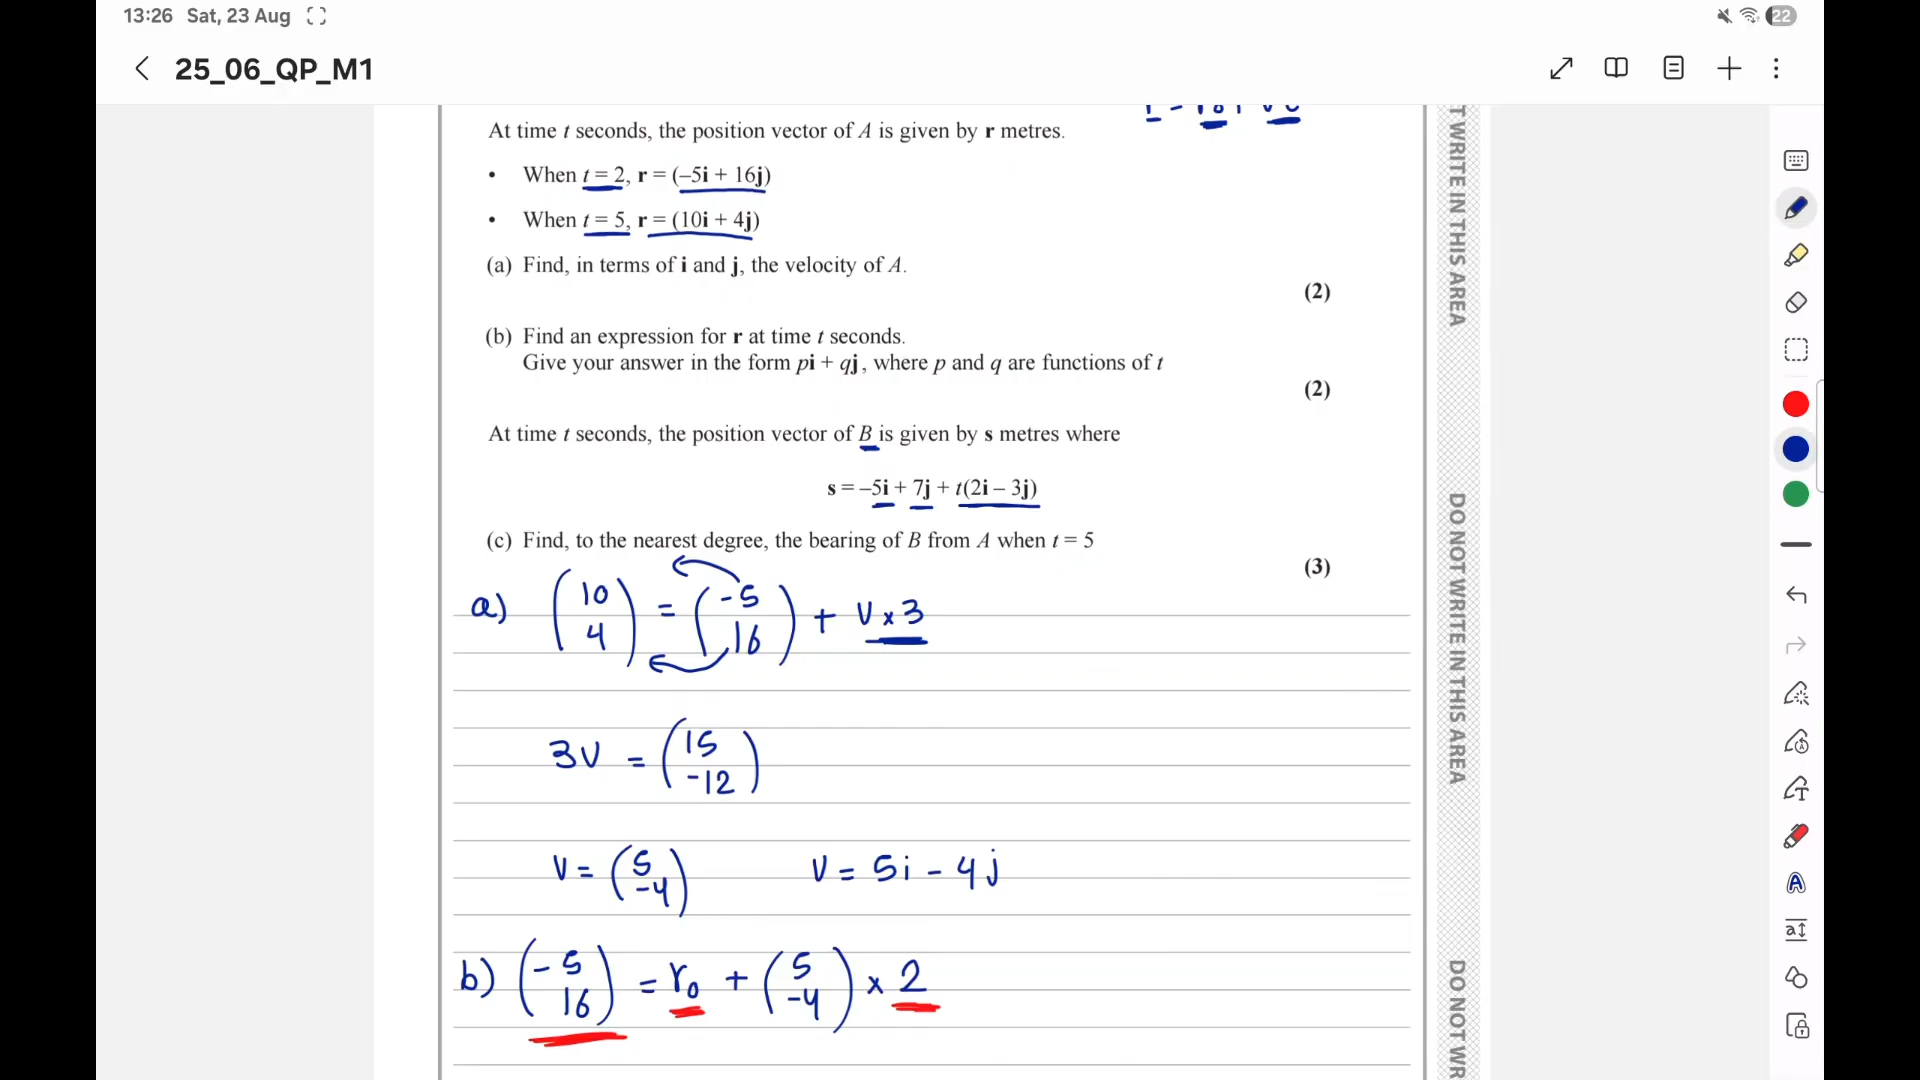 13:26 Sat, 23 Aug 22
25_06_QP_M1
At time t seconds, the position vector of A is given by r metres.
• When t = 2, r = (–5i + 16j)
• When t = 5, r = (10i + 4j)
(a) Find, in terms of i and j, the velocity of A.
(2)
(b) Find an expression for r at time t seconds.
Give your answer in the form pi + qj, where p and q are functions of t
(2)
At time t seconds, the position vector of B is given by s metres where
s = –5i + 7j + t(2i – 3j)
(c) Find, to the nearest degree, the bearing of B from A when t = 5
(3)
a) (10 4) = (-5 16) + v × 3
3v = (15 -12)
v = (5 -4) v = 5i - 4j
b) (-5 16) = r₀ + (5 -4) × 2
T WRITE IN THIS AREA
DO NOT WRITE IN THIS AREA
DO NOT WR